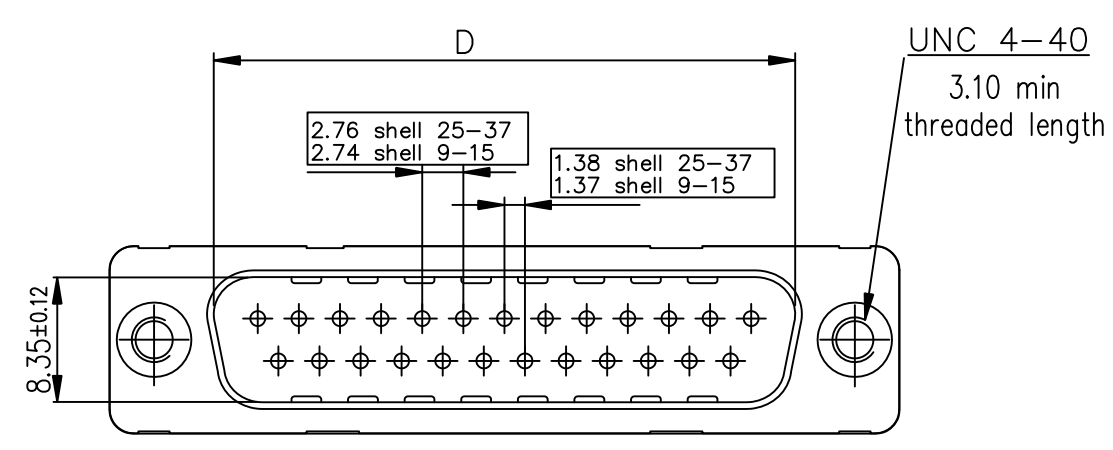 D
UNC 4-40
3.10 min
threaded length
2.76 shell 25-37
2.74 shell 9-15
1.38 shell 25-37
1.37 shell 9-15
8.35±0.12